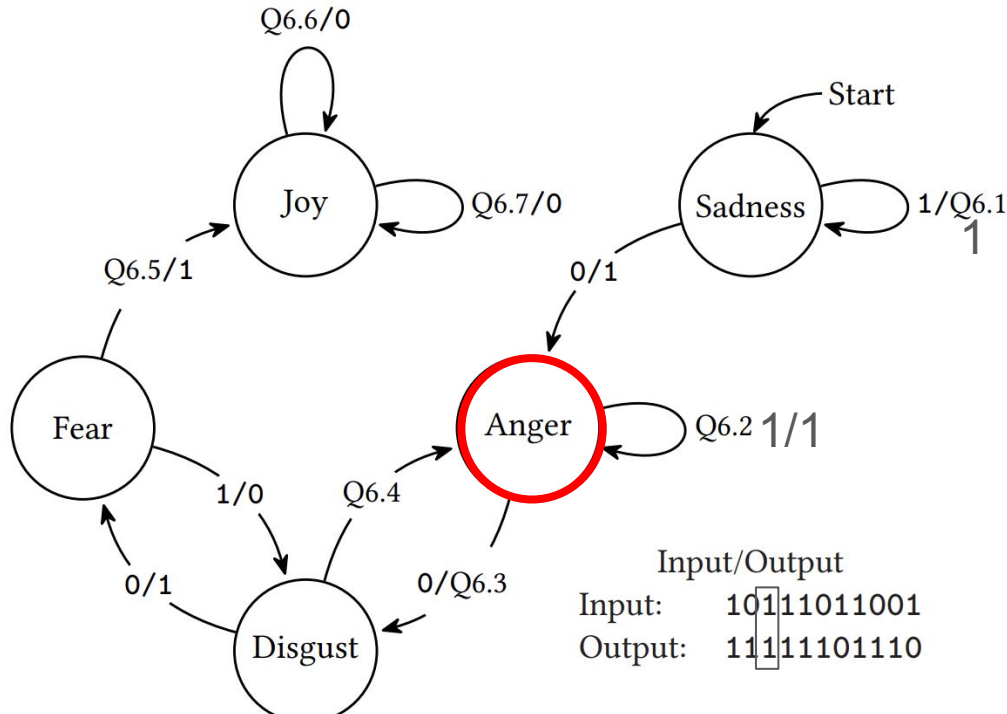 Q6.6/0
Start
Joy
Q6.7/0
Sadness
1/Q6.1
1
Q6.5/1
0/1
Fear
Anger
Q6.2 1/1
1/0
Q6.4
0/1
0/Q6.3
Disgust
Input/Output
Input: 10111011001
Output: 11111101110